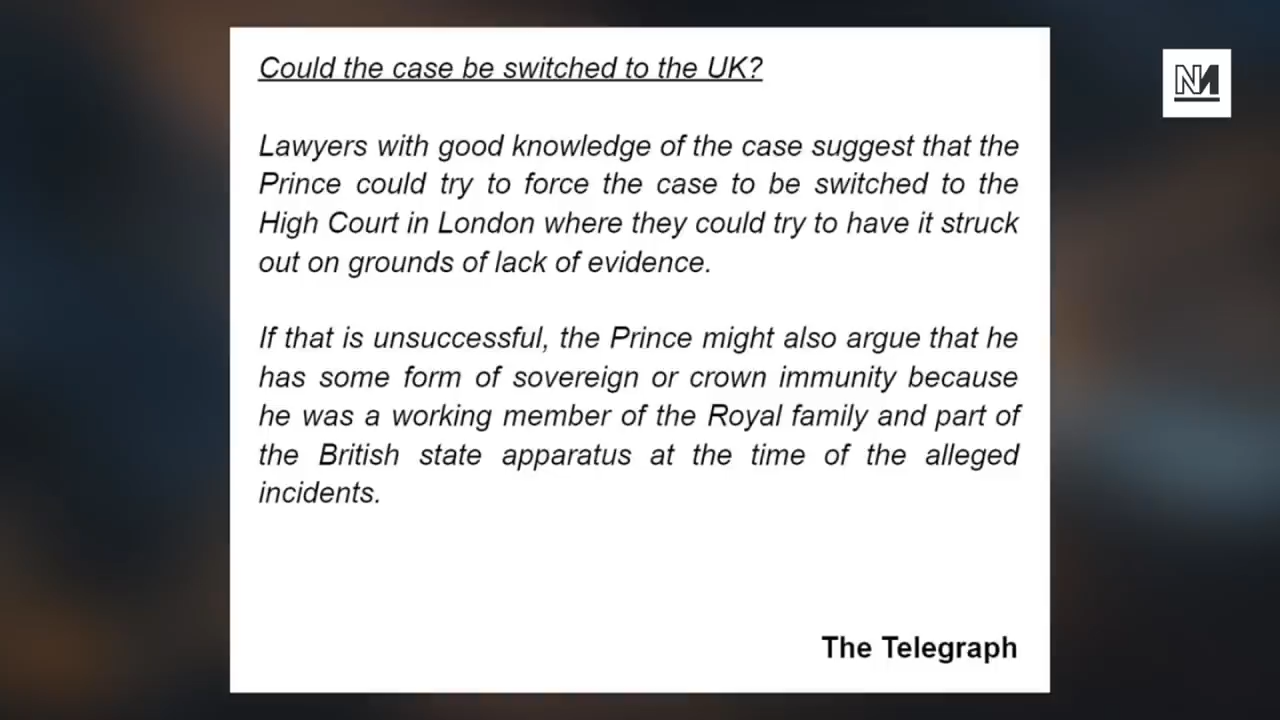 Could the case be switched to the UK?
Lawyers with good knowledge of the case suggest that the
Prince could try to force the case to be switched to the
High Court in London where they could try to have it struck
out on grounds of lack of evidence.
If that is unsuccessful, the Prince might also argue that he
has some form of sovereign or crown immunity because
he was a working member of the Royal family and part of
the British state apparatus at the time of the alleged
incidents.
The Telegraph
NM